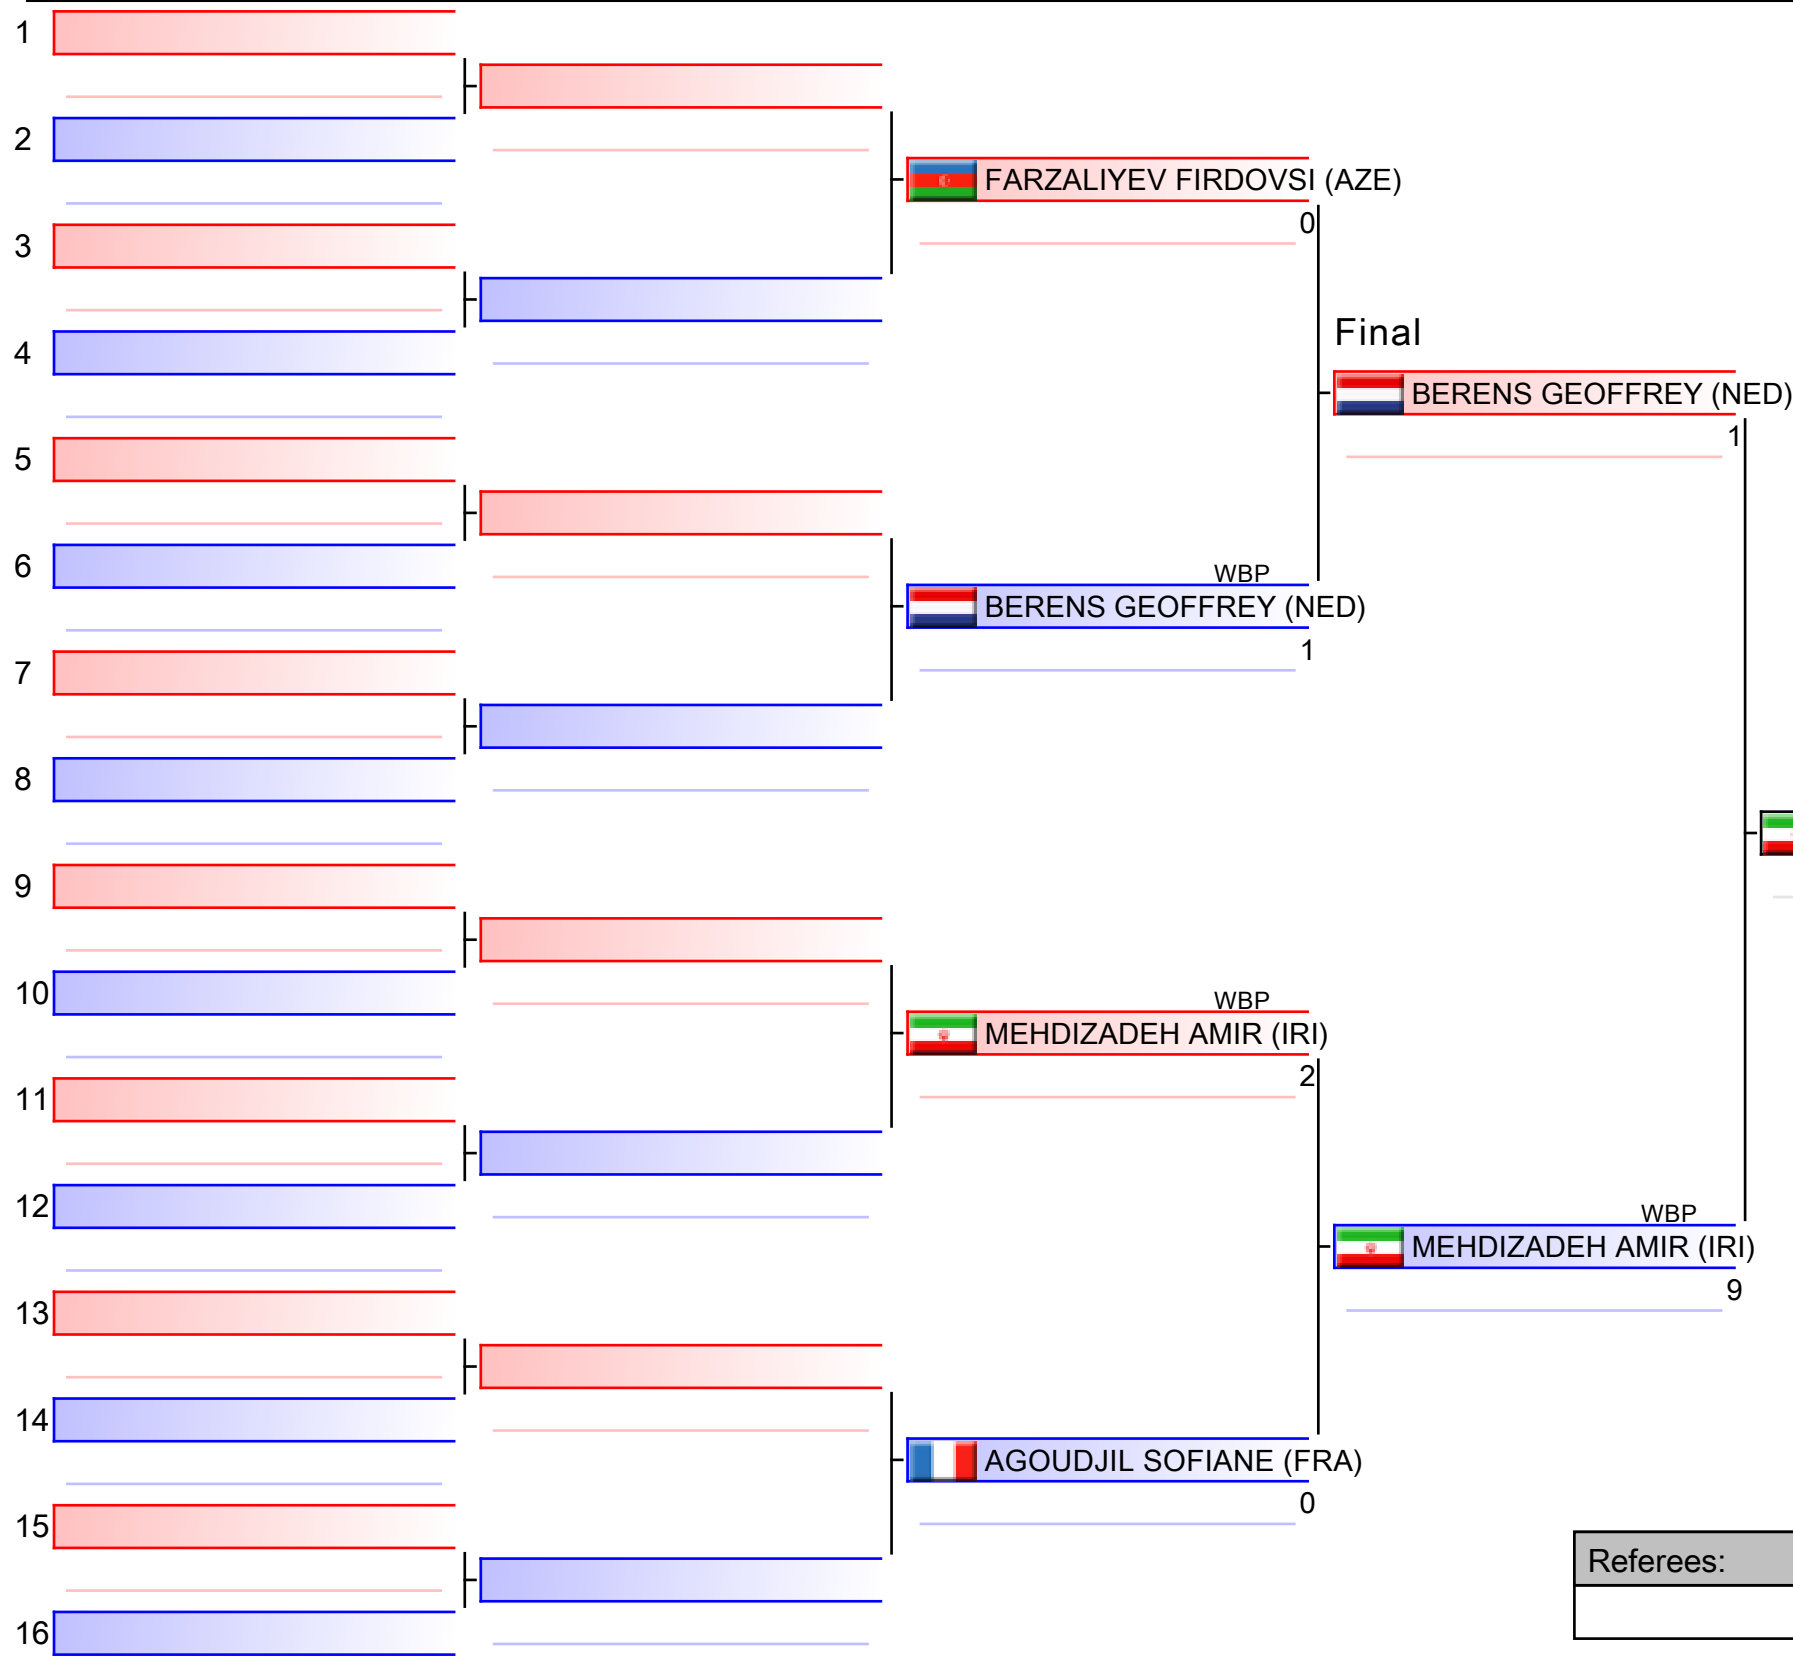 1
2
FARZALIYEV FIRDOVSI (AZE)
0
3
Final
4
BERENS GEOFFREY (NED)
1
5
6
WBP
BERENS GEOFFREY (NED)
1
7
8
9
10
WBP
MEHDIZADEH AMIR (IRI)
2
11
12
WBP
MEHDIZADEH AMIR (IRI)
9
13
14
AGOUDJIL SOFIANE (FRA)
0
15
Referees:
16